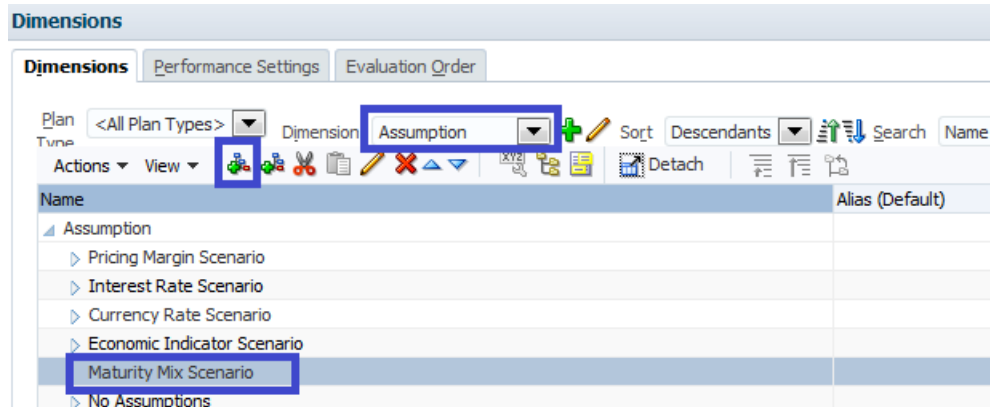 Dimensions
Dimensions Performance Settings Evaluation Order
Plan Type <All Plan Types> Dimension Assumption Sort Descendants Search Name
Actions View XYZ Detach
Name Alias (Default)
Assumption
Pricing Margin Scenario
Interest Rate Scenario
Currency Rate Scenario
Economic Indicator Scenario
Maturity Mix Scenario
No Assumptions